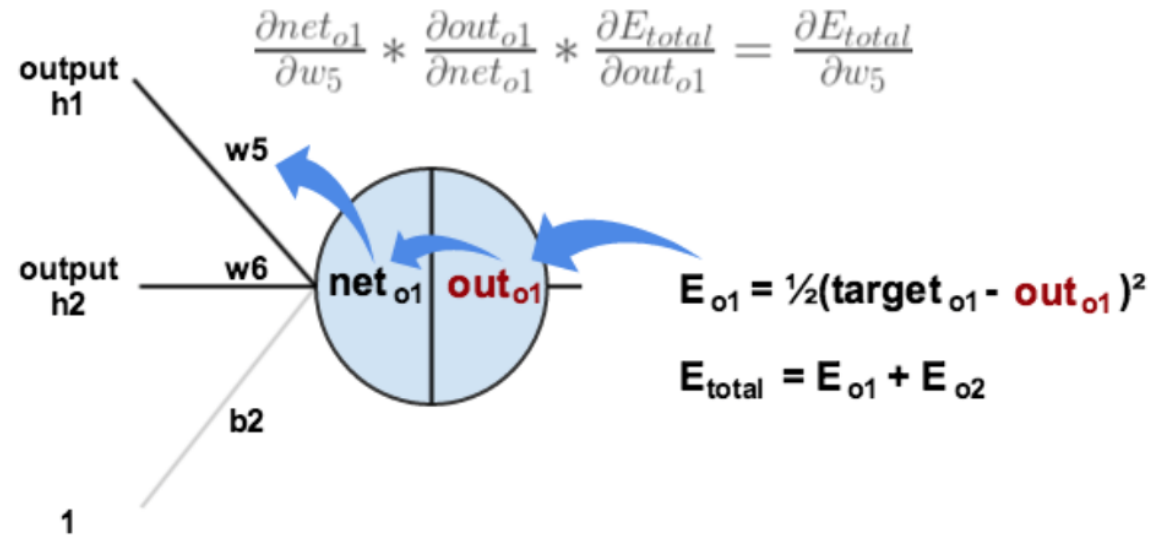 ∂net_o1/∂w5 * ∂out_o1/∂net_o1 * ∂E_total/∂out_o1 = ∂E_total/∂w5
output
h1
w5
output
h2
w6
net o1
out o1
E o1 = ½(target o1 - out o1 )²
E total = E o1 + E o2
b2
1